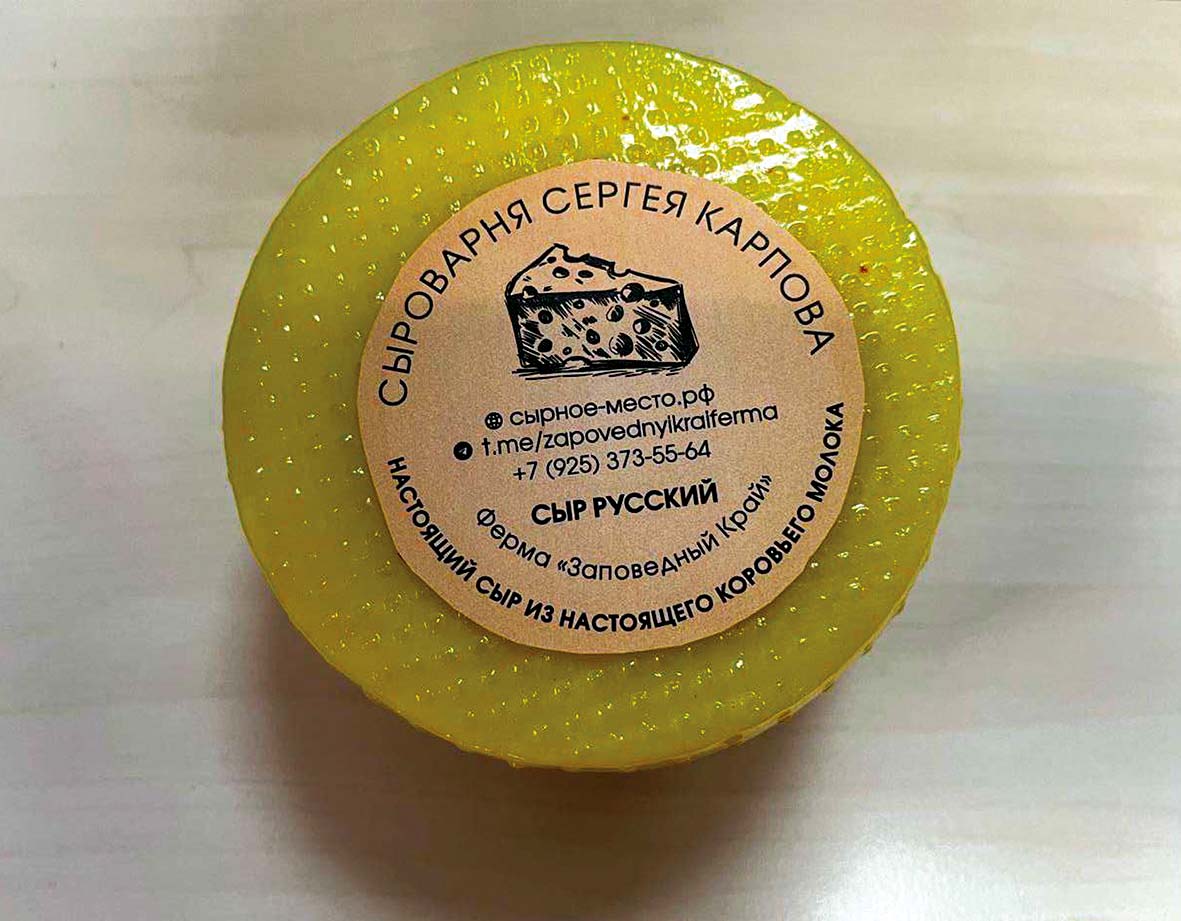 СЫРОВАРНЯ СЕРГЕЯ КАРПОВА
сырное-место.рф
t.me/zapovednyikraiferma
+7 (925) 373-55-64
СЫР РУССКИЙ
Ферма «Заповедный Край»
НАСТОЯЩИЙ СЫР ИЗ НАСТОЯЩЕГО КОРОВЬЕГО МОЛОКА